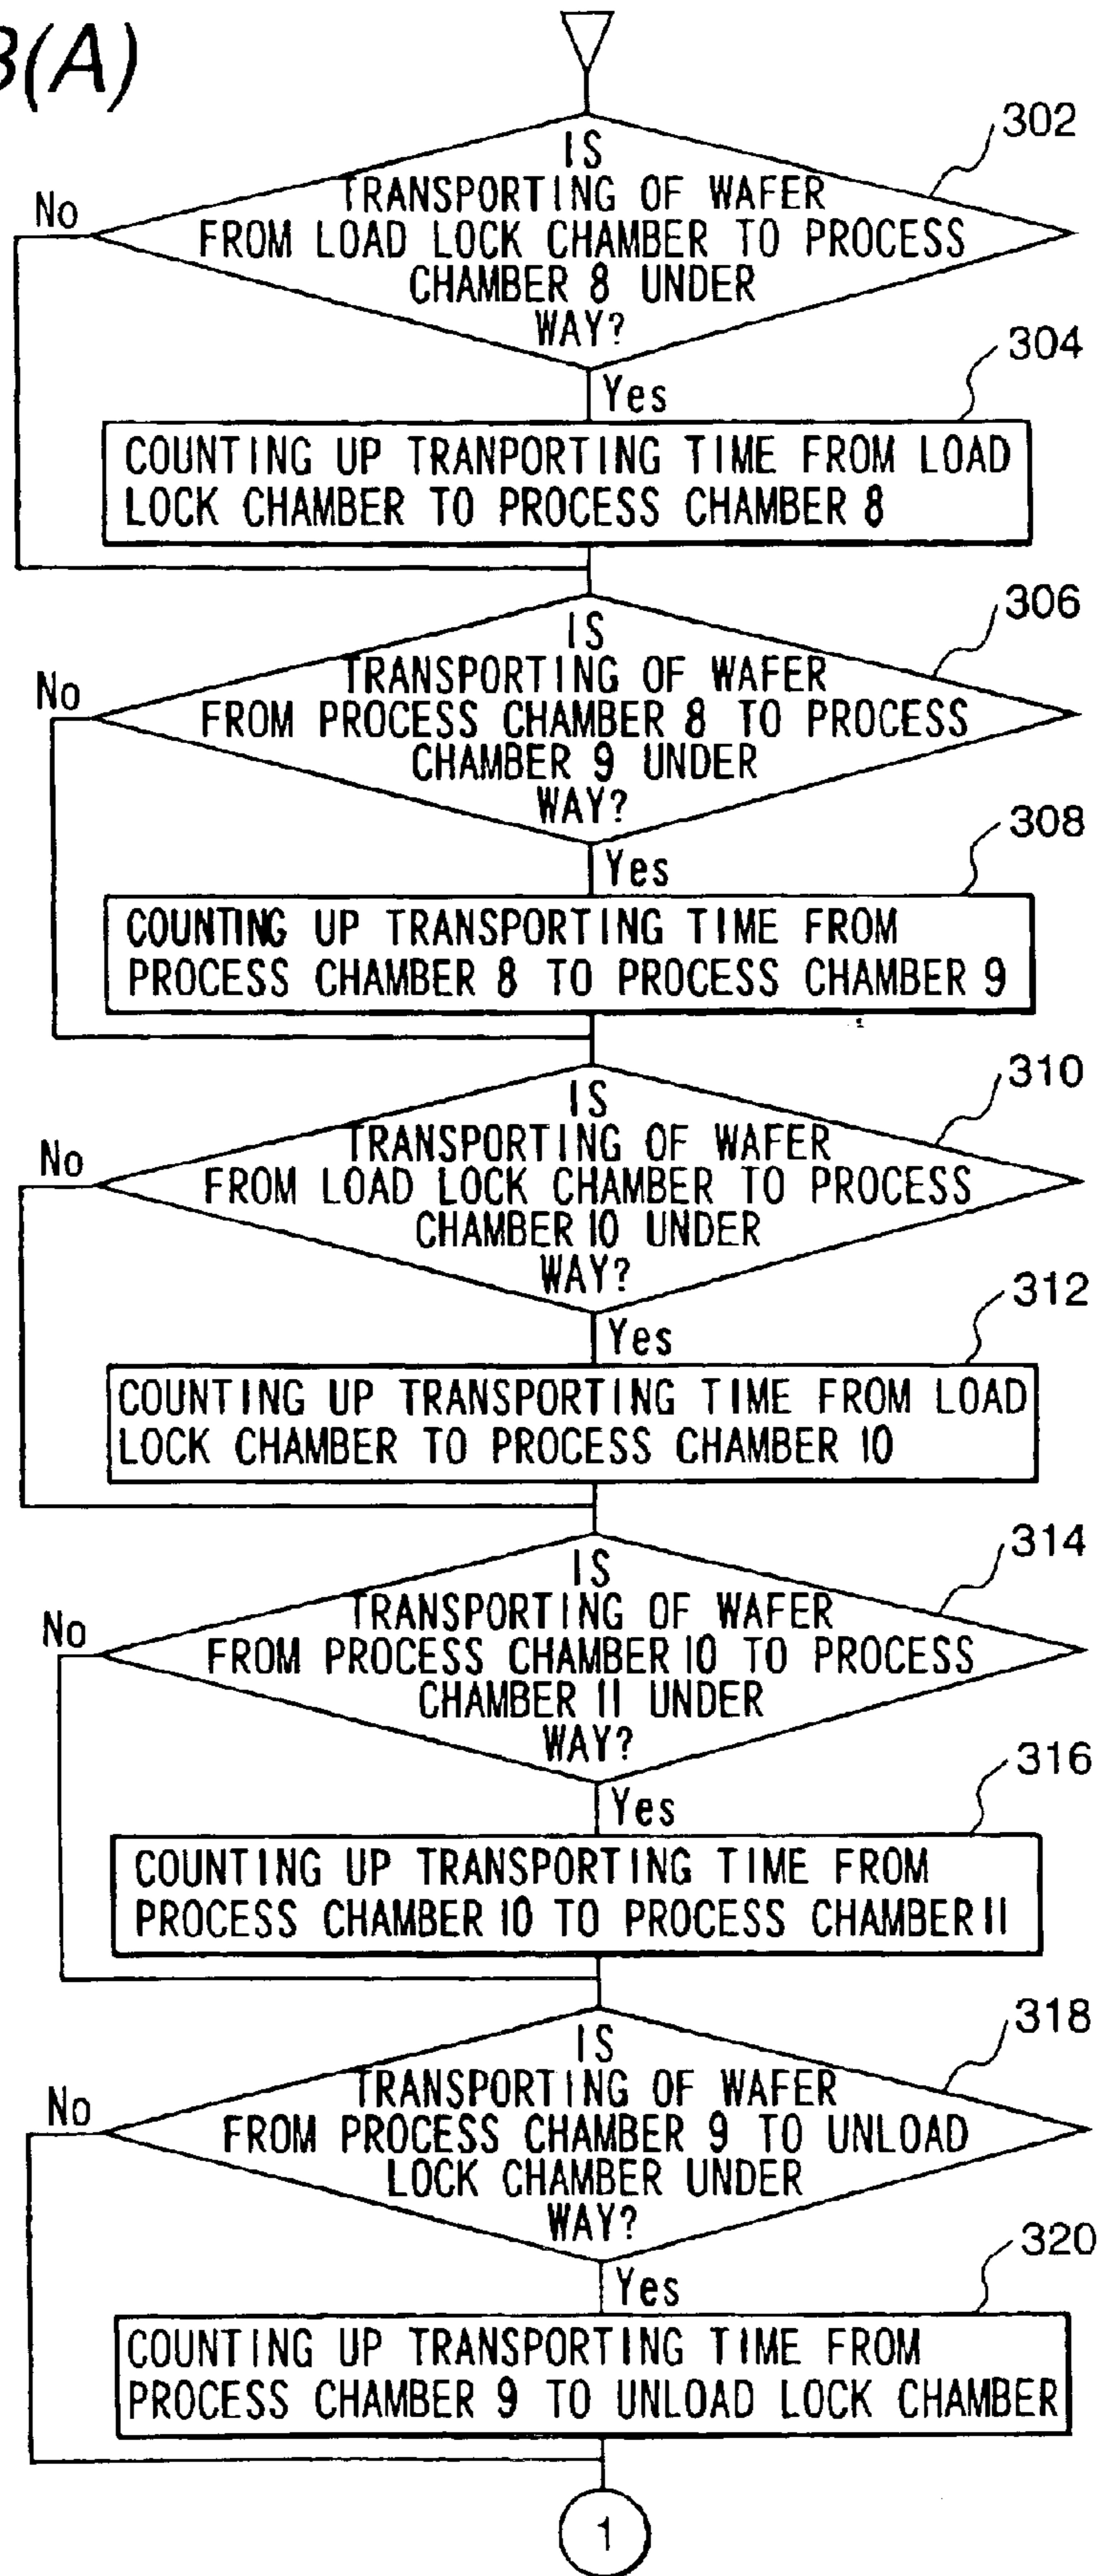 (A)
302
IS
TRANSPORTING OF WAFER
FROM LOAD LOCK CHAMBER TO PROCESS
CHAMBER 8 UNDER
WAY?
No
Yes
304
COUNTING UP TRANPORTING TIME FROM LOAD
LOCK CHAMBER TO PROCESS CHAMBER 8
306
IS
TRANSPORTING OF WAFER
FROM PROCESS CHAMBER 8 TO PROCESS
CHAMBER 9 UNDER
WAY?
No
Yes
308
COUNTING UP TRANSPORTING TIME FROM
PROCESS CHAMBER 8 TO PROCESS CHAMBER 9
310
IS
TRANSPORTING OF WAFER
FROM LOAD LOCK CHAMBER TO PROCESS
CHAMBER 10 UNDER
WAY?
No
Yes
312
COUNTING UP TRANSPORTING TIME FROM LOAD
LOCK CHAMBER TO PROCESS CHAMBER 10
314
IS
TRANSPORTING OF WAFER
FROM PROCESS CHAMBER 10 TO PROCESS
CHAMBER 11 UNDER
WAY?
No
Yes
316
COUNTING UP TRANSPORTING TIME FROM
PROCESS CHAMBER 10 TO PROCESS CHAMBER 11
318
IS
TRANSPORTING OF WAFER
FROM PROCESS CHAMBER 9 TO UNLOAD
LOCK CHAMBER UNDER
WAY?
No
Yes
320
COUNTING UP TRANSPORTING TIME FROM
PROCESS CHAMBER 9 TO UNLOAD LOCK CHAMBER
1